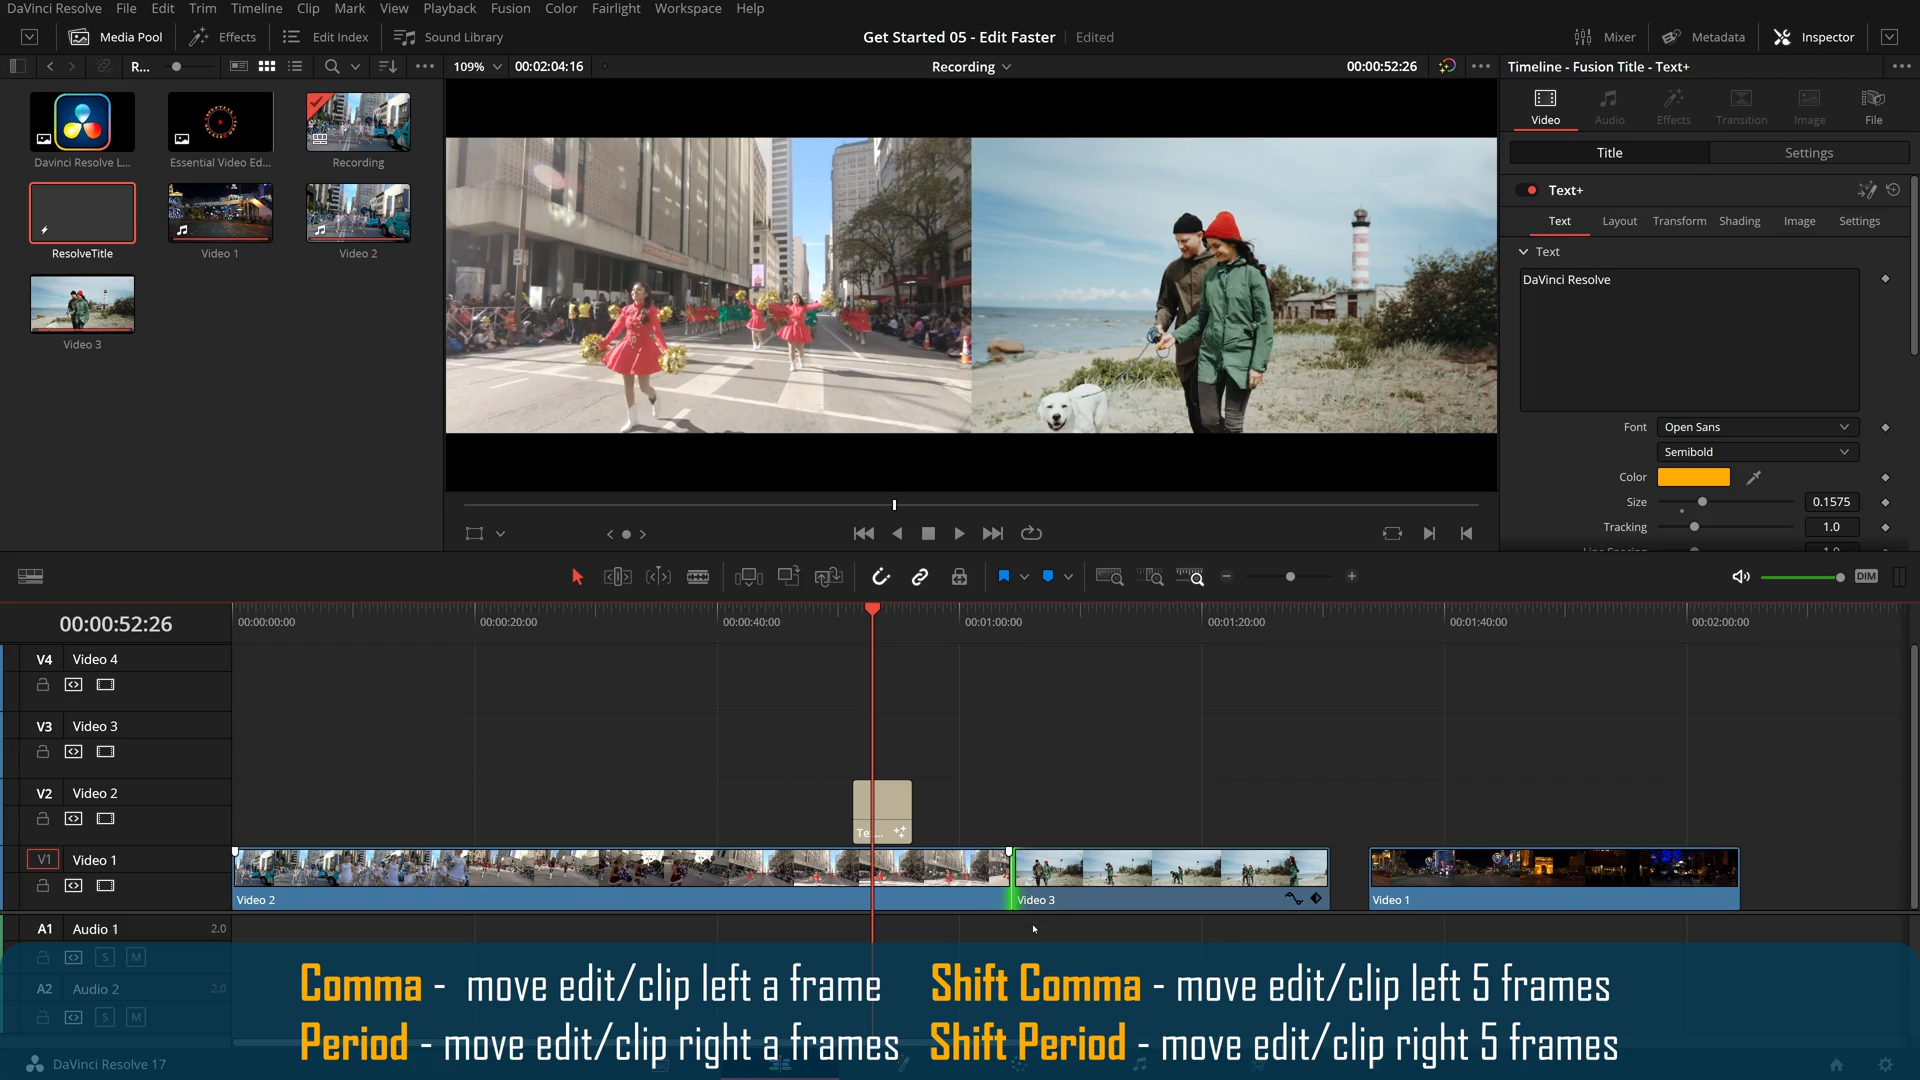 DaVinci Resolve File Edit Trim Timeline Clip Mark View Playback Fusion Color Fairlight Workspace Help
Media Pool Effects Edit Index Sound Library
Get Started 05 - Edit Faster Edited
Mixer Metadata Inspector
R... 109% 00:02:04:16 Recording 00:00:52:26
Timeline - Fusion Title - Text+
Video Audio Effects Transition Image File
Title Settings
Davinci Resolve L... Essential Video Ed... Recording
ResolveTitle Video 1 Video 2
Video 3
Text+
Text Layout Transform Shading Image Settings
Text
DaVinci Resolve
Font Open Sans
Semibold
Color
Size 0.1575
Tracking 1.0
DIM
00:00:52:26
00:00:00:00 00:00:20:00 00:00:40:00 00:01:00:00 00:01:20:00 00:01:40:00 00:02:00:00
V4 Video 4
V3 Video 3
V2 Video 2
Te...
V1 Video 1
Video 2 Video 3 Video 1
A1 Audio 1 2.0
S M
A2 Audio 2 2.0
S M
Comma - move edit/clip left a frame
Shift Comma - move edit/clip left 5 frames
Period - move edit/clip right a frames
Shift Period - move edit/clip right 5 frames
DaVinci Resolve 17